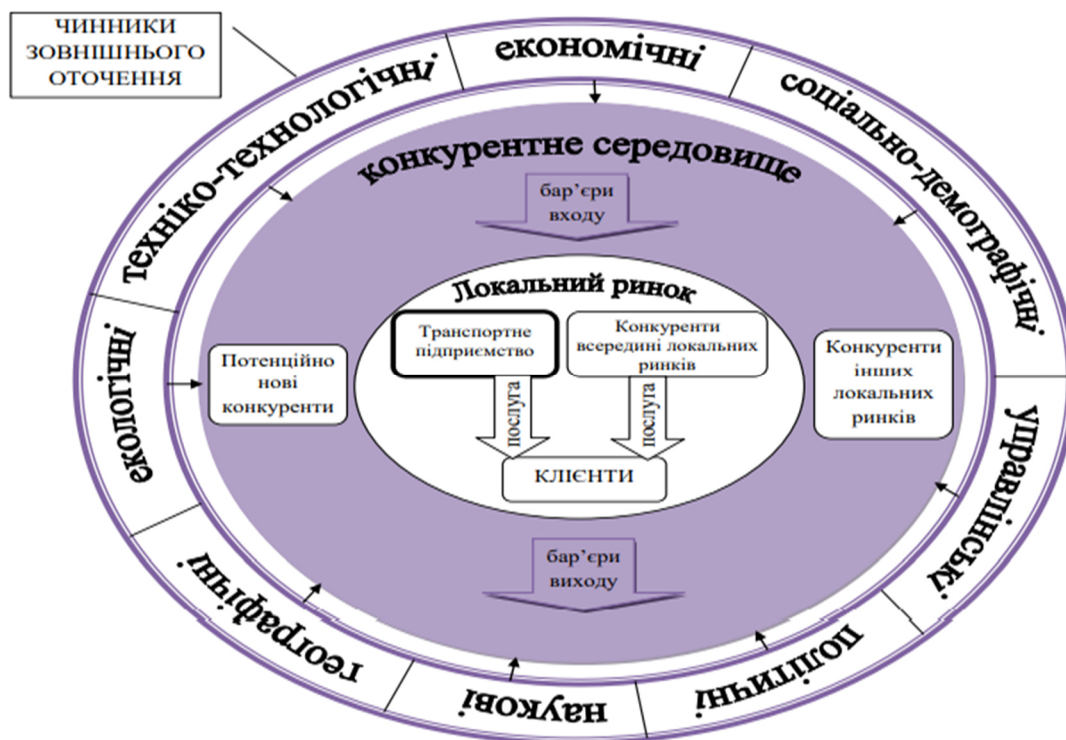 ЧИННИКИ
ЗОВНІШНЬОГО
ОТОЧЕННЯ
техніко-технологічні
економічні
соціально-демографічні
управлінські
політичні
наукові
географічні
екологічні
конкурентне середовище
бар’єри
входу
Локальний ринок
Транспортне
підприємство
Конкуренти
всередині локальних
ринків
послуга
послуга
КЛІЄНТИ
Потенційно
нові
конкуренти
Конкуренти
інших
локальних
ринків
бар’єри
виходу